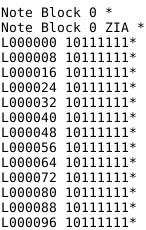 Note Block 0 *
Note Block 0 ZIA *
L000000 10111111*
L000008 10111111*
L000016 10111111*
L000024 10111111*
L000032 10111111*
L000040 10111111*
L000048 10111111*
L000056 10111111*
L000064 10111111*
L000072 10111111*
L000080 10111111*
L000088 10111111*
L000096 10111111*